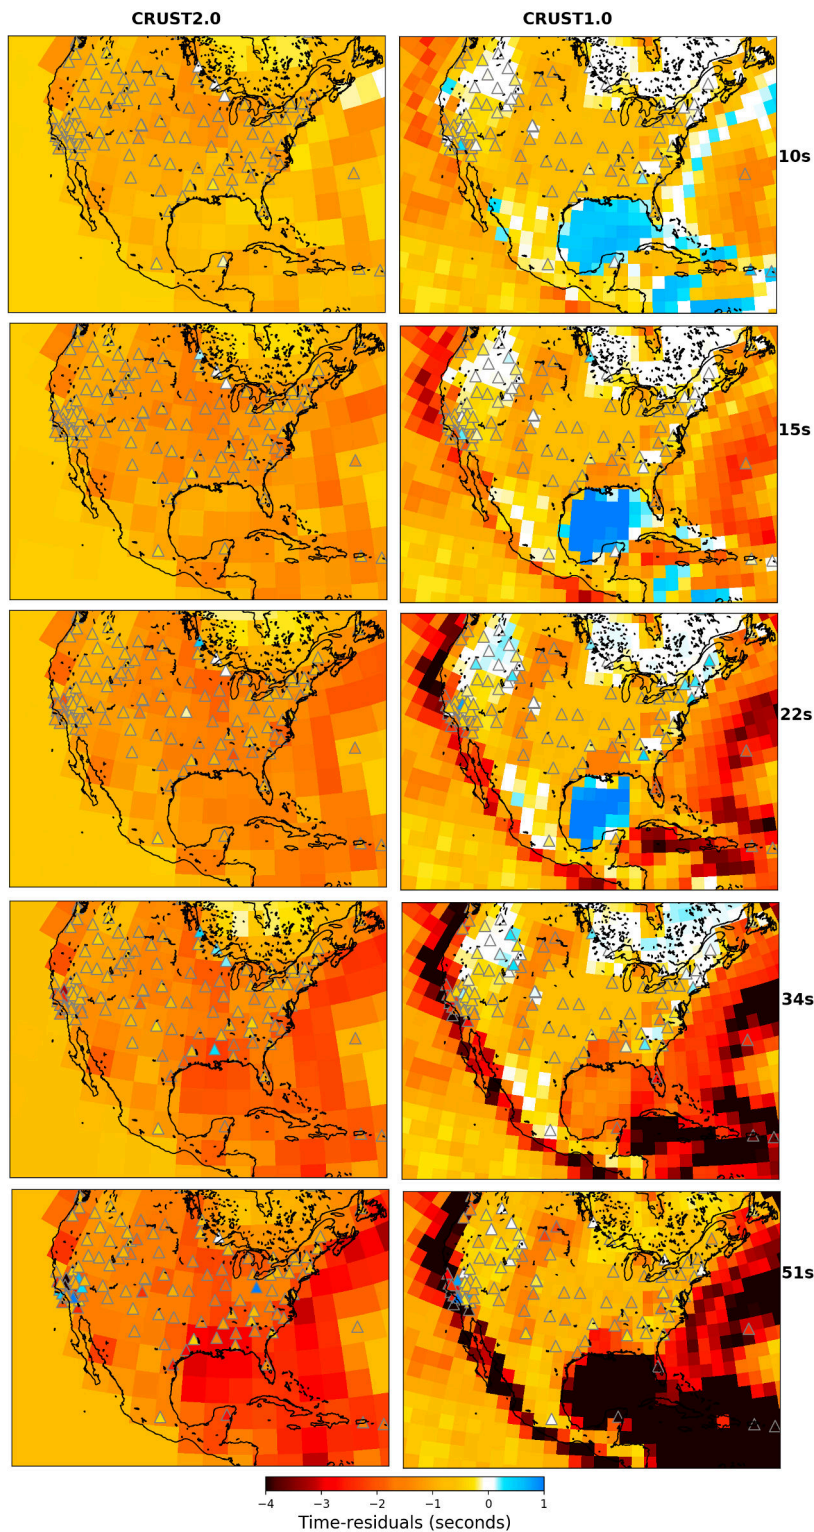 CRUST2.0 CRUST1.0
10s
15s
22s
34s
51s
−4 −3 −2 −1 0 1
Time-residuals (seconds)